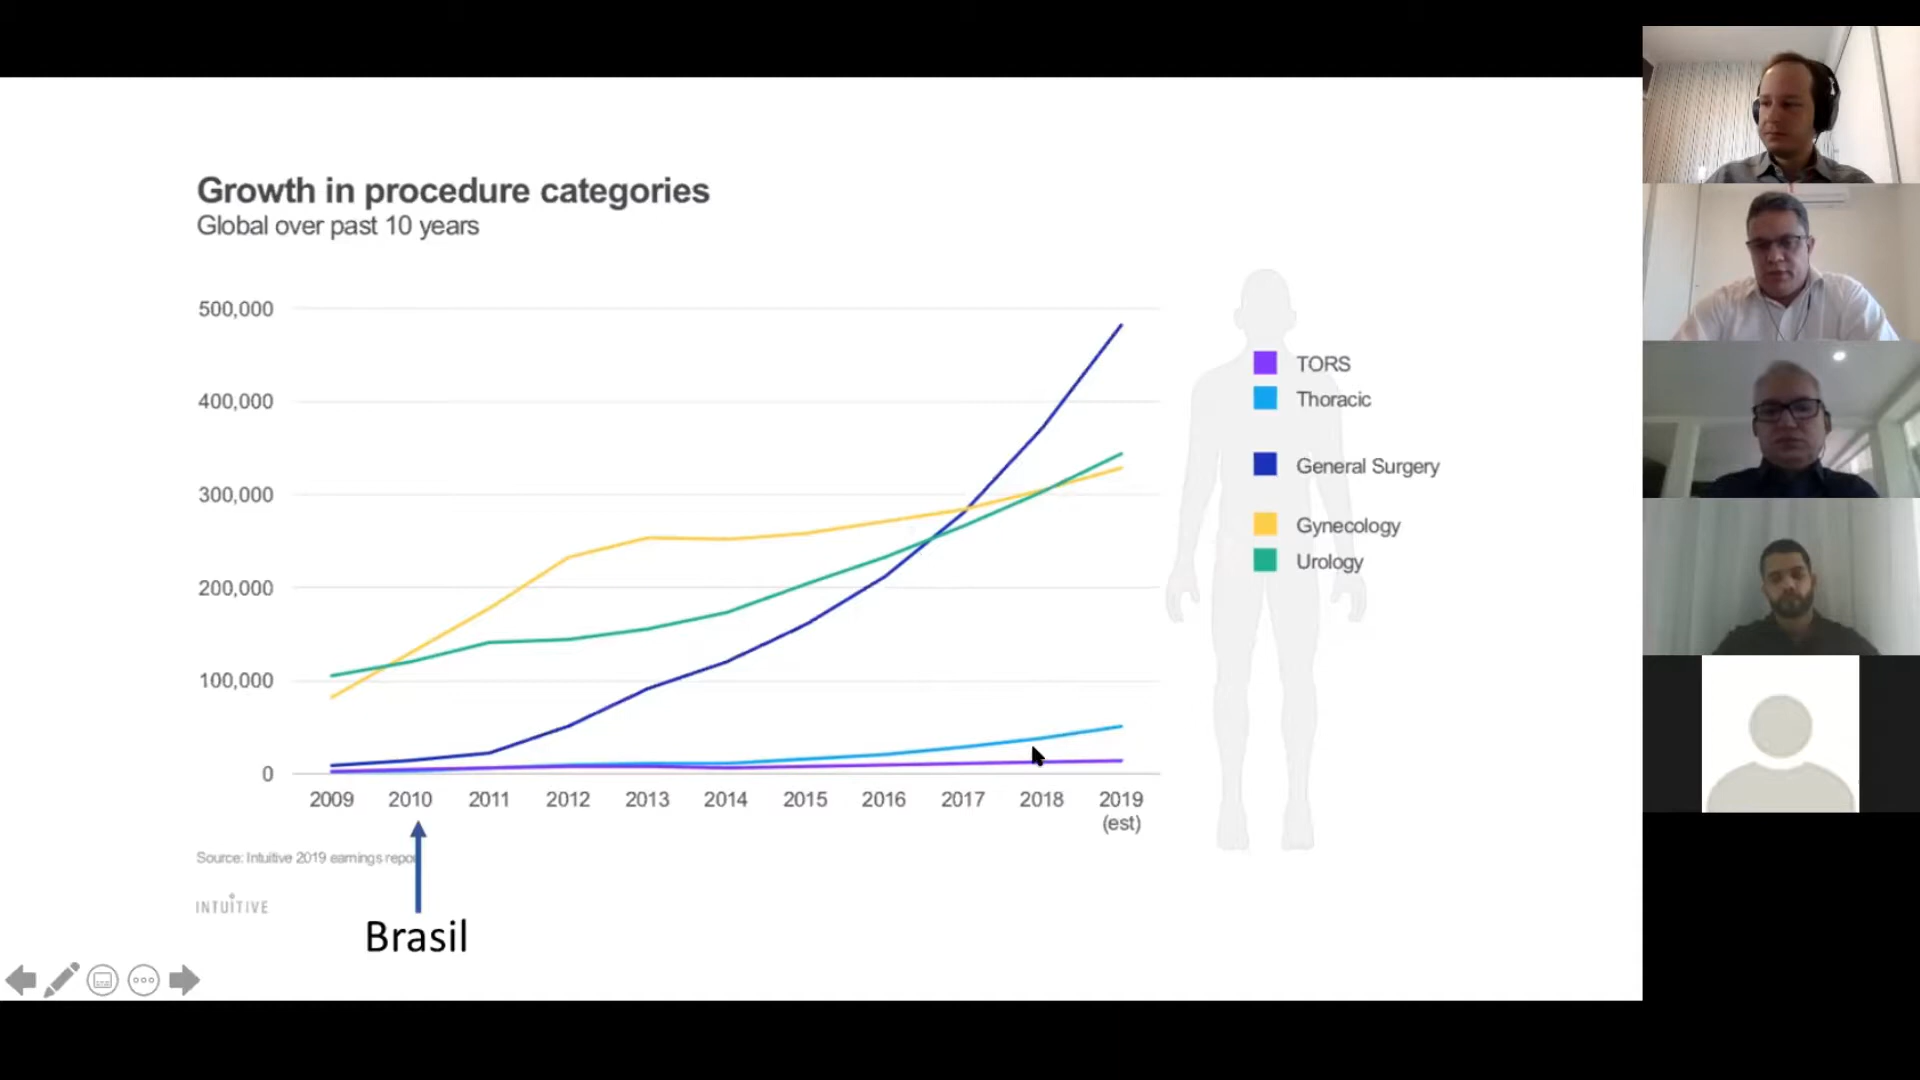 Growth in procedure categories
Global over past 10 years
500,000
400,000
300,000
200,000
100,000
0
2009 2010 2011 2012 2013 2014 2015 2016 2017 2018 2019
(est)
TORS
Thoracic
General Surgery
Gynecology
Urology
Source: Intuitive 2019 earnings
INTUITIVE
Brasil